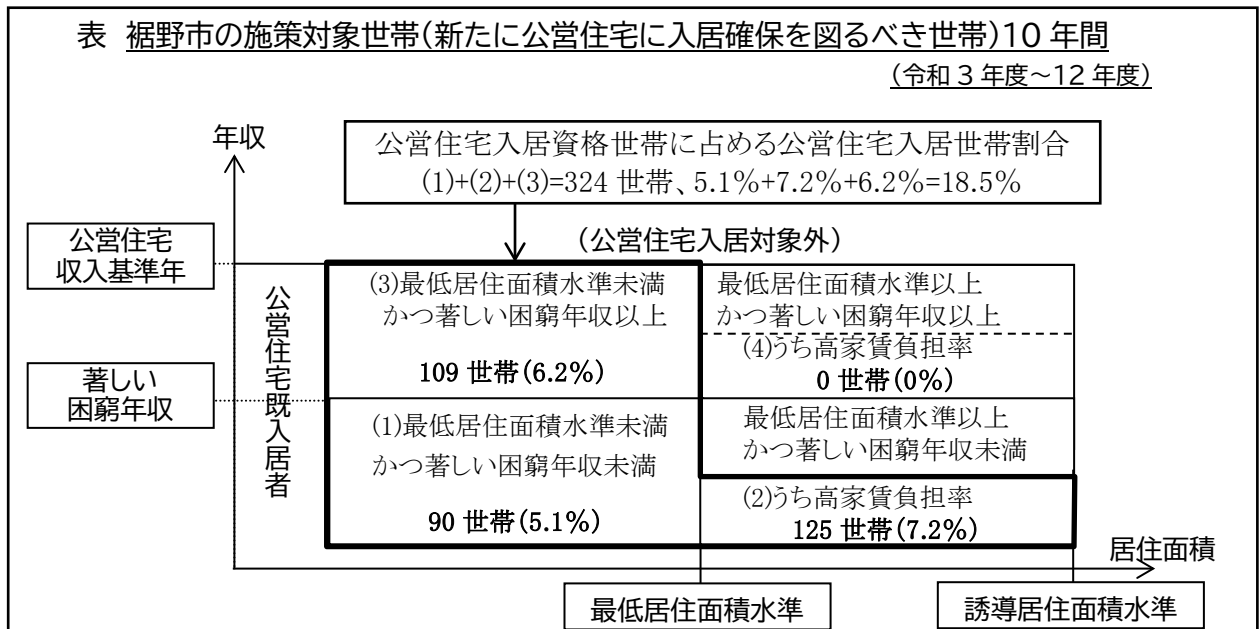 表 裾野市の施策対象世帯(新たに公営住宅に入居確保を図るべき世帯)10 年間
(令和 3 年度～12 年度)
年収
公営住宅入居資格世帯に占める公営住宅入居世帯割合
(1)+(2)+(3)=324 世帯、5.1%+7.2%+6.2%=18.5%
公営住宅
収入基準年
(公営住宅入居対象外)
公営住宅既入居者
(3)最低居住面積水準未満
かつ著しい困窮年収以上
109 世帯(6.2%)
最低居住面積水準以上
かつ著しい困窮年収以上
(4)うち高家賃負担率
0 世帯(0%)
著しい
困窮年収
(1)最低居住面積水準未満
かつ著しい困窮年収未満
90 世帯(5.1%)
最低居住面積水準以上
かつ著しい困窮年収未満
(2)うち高家賃負担率
125 世帯(7.2%)
居住面積
最低居住面積水準
誘導居住面積水準